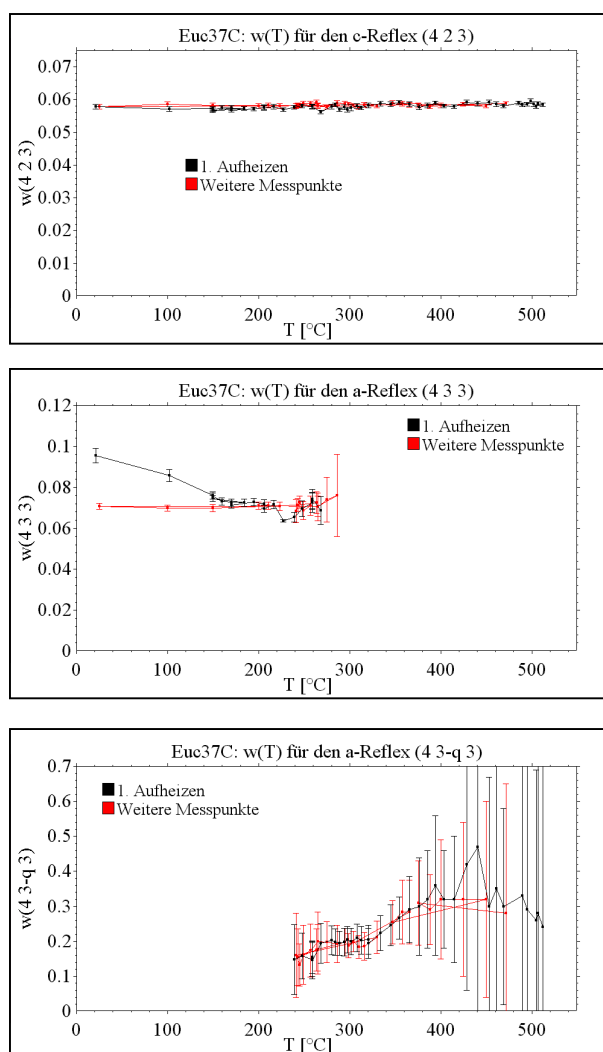 Euc37C: w(T) für den c-Reflex (4 2 3)
0.07
0.06
0.05
0.04
0.03
0.02
0.01
0
w(4 2 3)
1. Aufheizen
Weitere Messpunkte
0 100 200 300 400 500
T [°C]
Euc37C: w(T) für den a-Reflex (4 3 3)
0.12
0.1
0.08
0.06
0.04
0.02
0
w(4 3 3)
1. Aufheizen
Weitere Messpunkte
0 100 200 300 400 500
T [°C]
Euc37C: w(T) für den a-Reflex (4 3-q 3)
0.7
0.6
0.5
0.4
0.3
0.2
0.1
0
w(4 3-q 3)
1. Aufheizen
Weitere Messpunkte
0 100 200 300 400 500
T [°C]